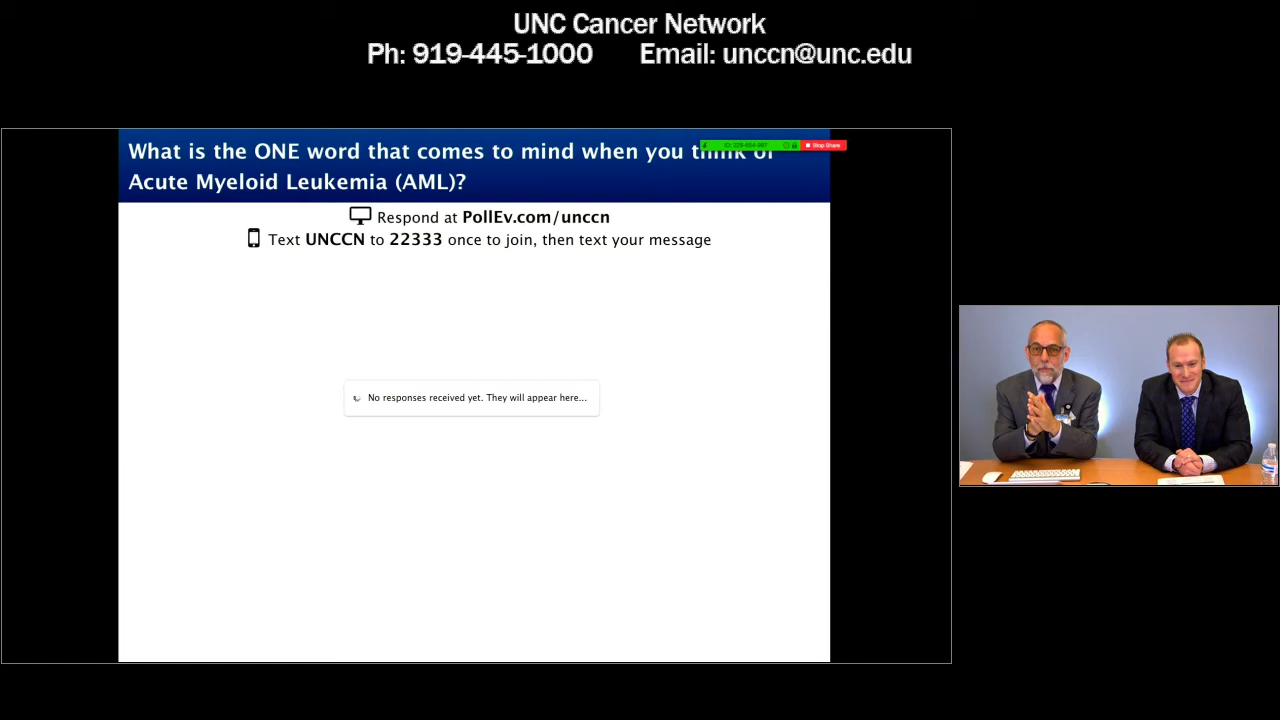 UNC Cancer Network
Ph: 919-445-1000 Email: unccn@unc.edu
What is the ONE word that comes to mind when you think of
Stop Share
Acute Myeloid Leukemia (AML)?
Respond at PollEv.com/unccn
Text UNCCN to 22333 once to join, then text your message
No responses received yet. They will appear here...